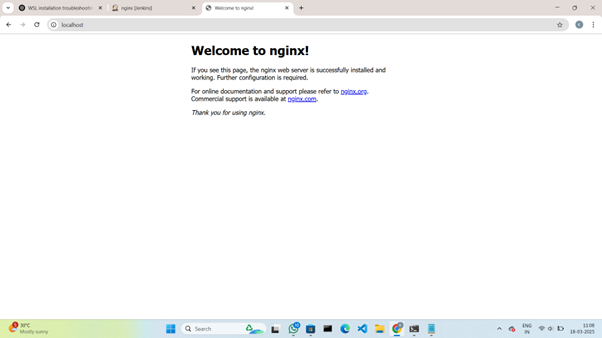 WSL installation troubleshoot
nginx [Jenkins]
Welcome to nginx!
localhost
Welcome to nginx!
If you see this page, the nginx web server is successfully installed and
working. Further configuration is required.
For online documentation and support please refer to nginx.org.
Commercial support is available at nginx.com.
Thank you for using nginx.
30°C
Mostly sunny
Search
ENG
IN
11:08
18-03-2025